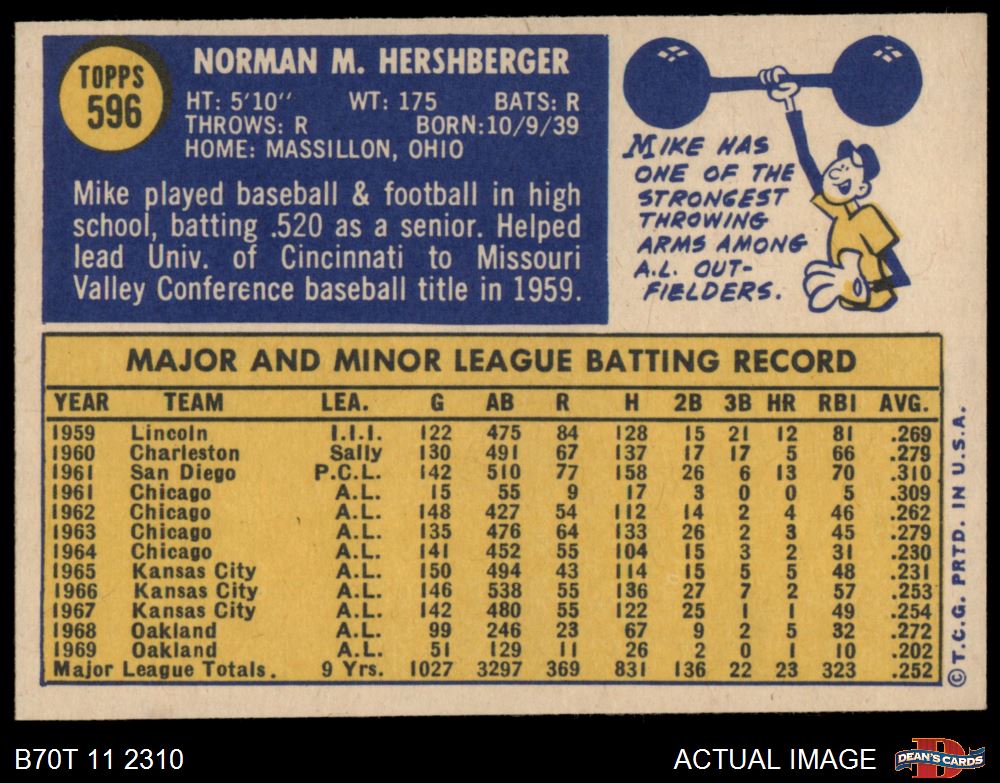 TOPPS
596
NORMAN M. HERSHBERGER
HT: 5'10" WT: 175 BATS: R
THROWS: R BORN:10/9/39
HOME: MASSILLON, OHIO
Mike played baseball & football in high
school, batting .520 as a senior. Helped
lead Univ. of Cincinnati to Missouri
Valley Conference baseball title in 1959.
MIKE HAS
ONE OF THE
STRONGEST
THROWING
ARMS AMONG
A.L. OUT-
FIELDERS.
MAJOR AND MINOR LEAGUE BATTING RECORD
YEAR TEAM LEA. G AB R H 2B 3B HR RBI AVG.
1959 Lincoln I.I.I. 122 475 84 128 15 21 12 81 .269
1960 Charleston Sally 130 491 67 137 17 17 5 66 .279
1961 San Diego P.C.L. 142 510 77 158 26 6 13 70 .310
1961 Chicago A.L. 15 55 9 17 3 0 0 5 .309
1962 Chicago A.L. 148 427 54 112 14 2 4 46 .262
1963 Chicago A.L. 135 476 64 133 26 2 3 45 .279
1964 Chicago A.L. 141 452 55 104 15 3 2 31 .230
1965 Kansas City A.L. 150 494 43 114 15 5 5 48 .231
1966 Kansas City A.L. 146 538 55 136 27 7 2 57 .253
1967 Kansas City A.L. 142 480 55 122 25 1 1 49 .254
1968 Oakland A.L. 99 246 23 67 9 2 5 32 .272
1969 Oakland A.L. 51 129 11 26 2 0 1 10 .202
Major League Totals. 9 Yrs. 1027 3297 369 831 136 22 23 323 .252
©T.C.G. PRTD. IN U.S.A.
B70T 11 2310
ACTUAL IMAGE
D
DEAN'S CARDS